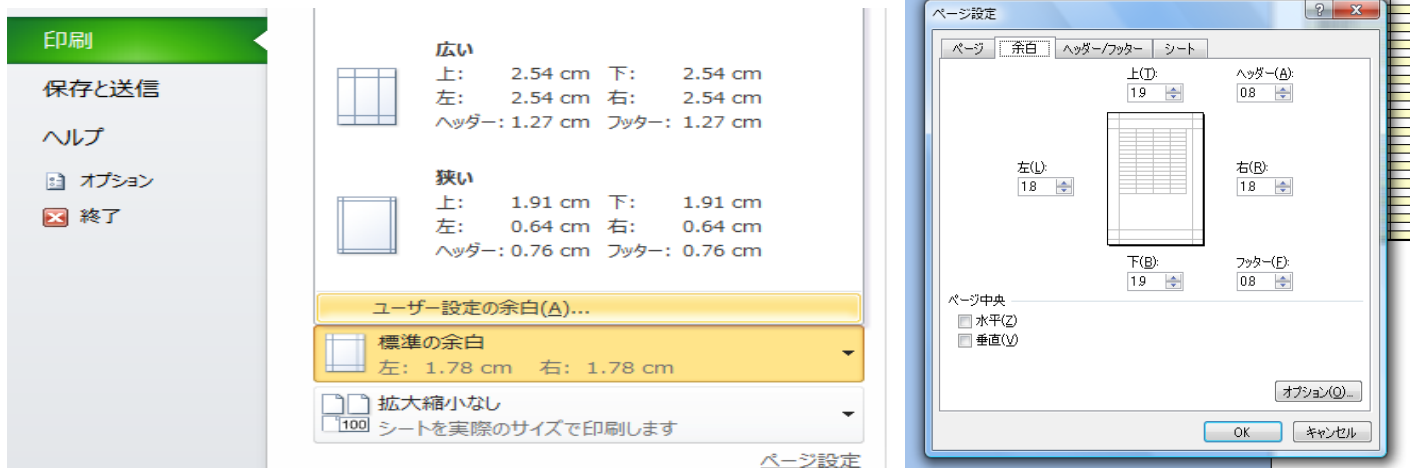 印刷
保存と送信
ヘルプ
オプション
終了
広い
上: 2.54 cm 下: 2.54 cm
左: 2.54 cm 右: 2.54 cm
ヘッダー: 1.27 cm フッター: 1.27 cm
狭い
上: 1.91 cm 下: 1.91 cm
左: 0.64 cm 右: 0.64 cm
ヘッダー: 0.76 cm フッター: 0.76 cm
ユーザー設定の余白(A)...
標準の余白
左: 1.78 cm 右: 1.78 cm
拡大縮小なし
100 シートを実際のサイズで印刷します
ページ設定
ページ設定
ページ 余白 ヘッダー/フッター シート
上(T): ヘッダー(A):
1.9 0.8
左(L): 右(R):
1.8 1.8
下(B): フッター(F):
1.9 0.8
ページ中央
水平(Z)
垂直(V)
オプション(O)...
OK キャンセル